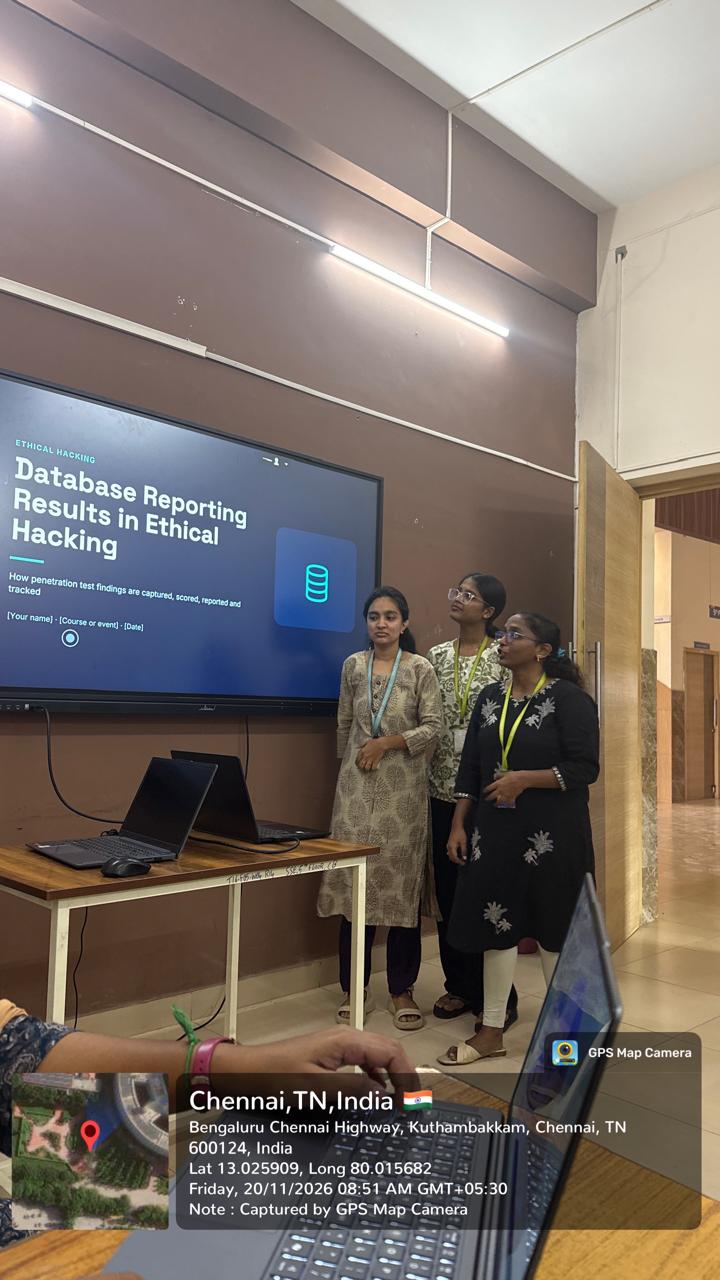 ETHICAL HACKING
Database Reporting
Results in Ethical
Hacking
How penetration test findings are captured, scored, reported and
tracked
[Your name] · [Course or event] · [Date]
GPS Map Camera
Chennai,TN,India
Bengaluru Chennai Highway, Kuthambakkam, Chennai, TN
600124, India
Lat 13.025909, Long 80.015682
Friday, 20/11/2026 08:51 AM GMT+05:30
Note : Captured by GPS Map Camera